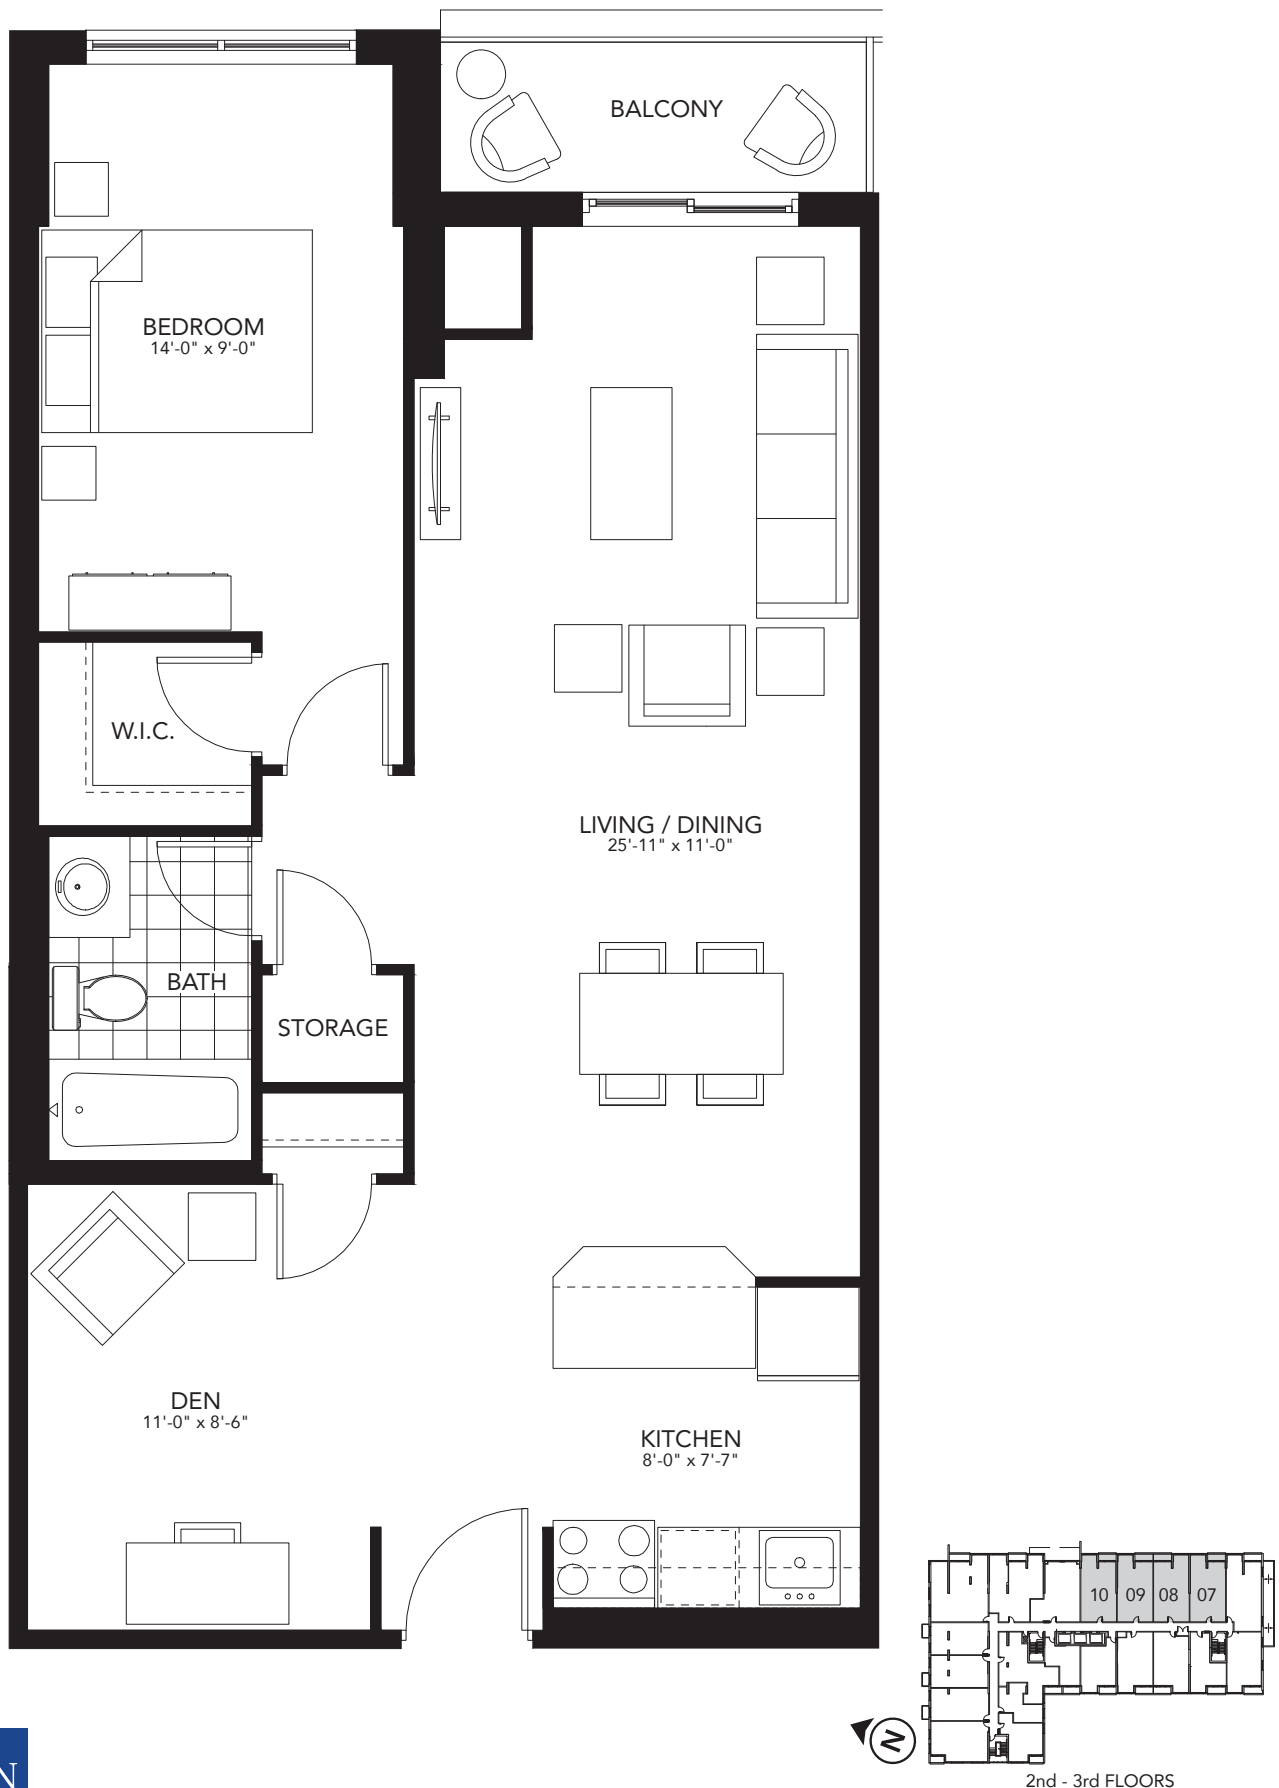 BALCONY
BEDROOM
14'-0" x 9'-0"
W.I.C.
LIVING / DINING
25'-11" x 11'-0"
BATH
STORAGE
DEN
11'-0" x 8'-6"
KITCHEN
8'-0" x 7'-7"
10 09 08 07
N
2nd - 3rd FLOORS
N